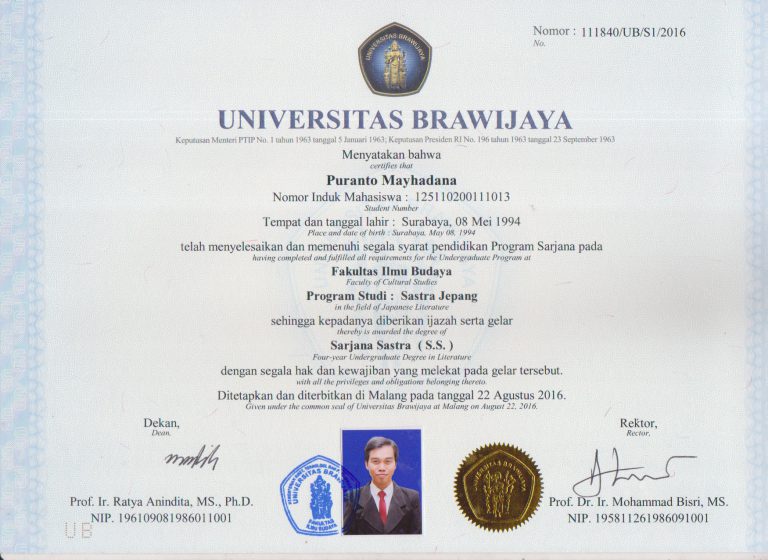 UNIVERSITAS BRAWIJAYA
Nomor : 111840/UB/S1/2016
No.
UNIVERSITAS BRAWIJAYA
Keputusan Menteri PTIP No. 1 tahun 1963 tanggal 5 Januari 1963; Keputusan Presiden RI No. 196 tahun 1963 tanggal 23 September 1963
Menyatakan bahwa
certifies that
Puranto Mayhadana
Nomor Induk Mahasiswa : 125110200111013
Student Number
Tempat dan tanggal lahir : Surabaya, 08 Mei 1994
Place and date of birth : Surabaya, May 08, 1994
telah menyelesaikan dan memenuhi segala syarat pendidikan Program Sarjana pada
having completed and fulfilled all requirements for the Undergraduate Program at
Fakultas Ilmu Budaya
Faculty of Cultural Studies
Program Studi : Sastra Jepang
in the field of Japanese Literature
sehingga kepadanya diberikan ijazah serta gelar
thereby is awarded the degree of
Sarjana Sastra ( S.S. )
Four-year Undergraduate Degree in Literature
dengan segala hak dan kewajiban yang melekat pada gelar tersebut.
with all the privileges and obligations belonging thereto.
Ditetapkan dan diterbitkan di Malang pada tanggal 22 Agustus 2016.
Given under the common seal of Universitas Brawijaya at Malang on August 22, 2016.
Dekan,
Dean,
Rektor,
Rector,
UNIVERSITAS BRAWIJAYA
FAKULTAS
ILMU BUDAYA
UNIVERSITAS BRAWIJAYA
Prof. Ir. Ratya Anindita, MS., Ph.D.
NIP. 196109081986011001
Prof. Dr. Ir. Mohammad Bisri, MS.
NIP. 195811261986091001
UB